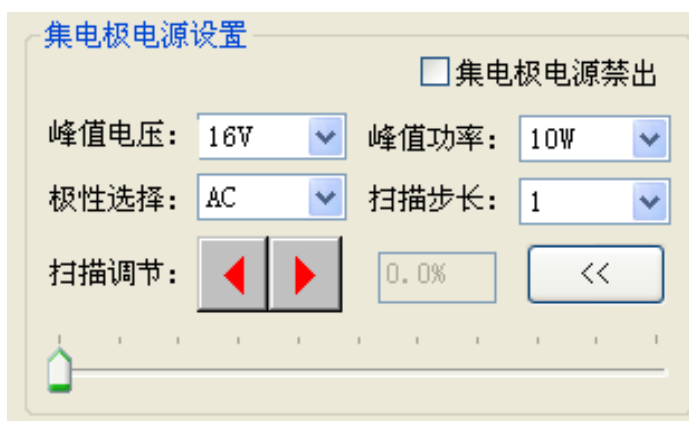 集电极电源设置
集电极电源禁出
峰值电压： 16V 峰值功率： 10W
极性选择： AC 扫描步长： 1
扫描调节： 0.0% <<